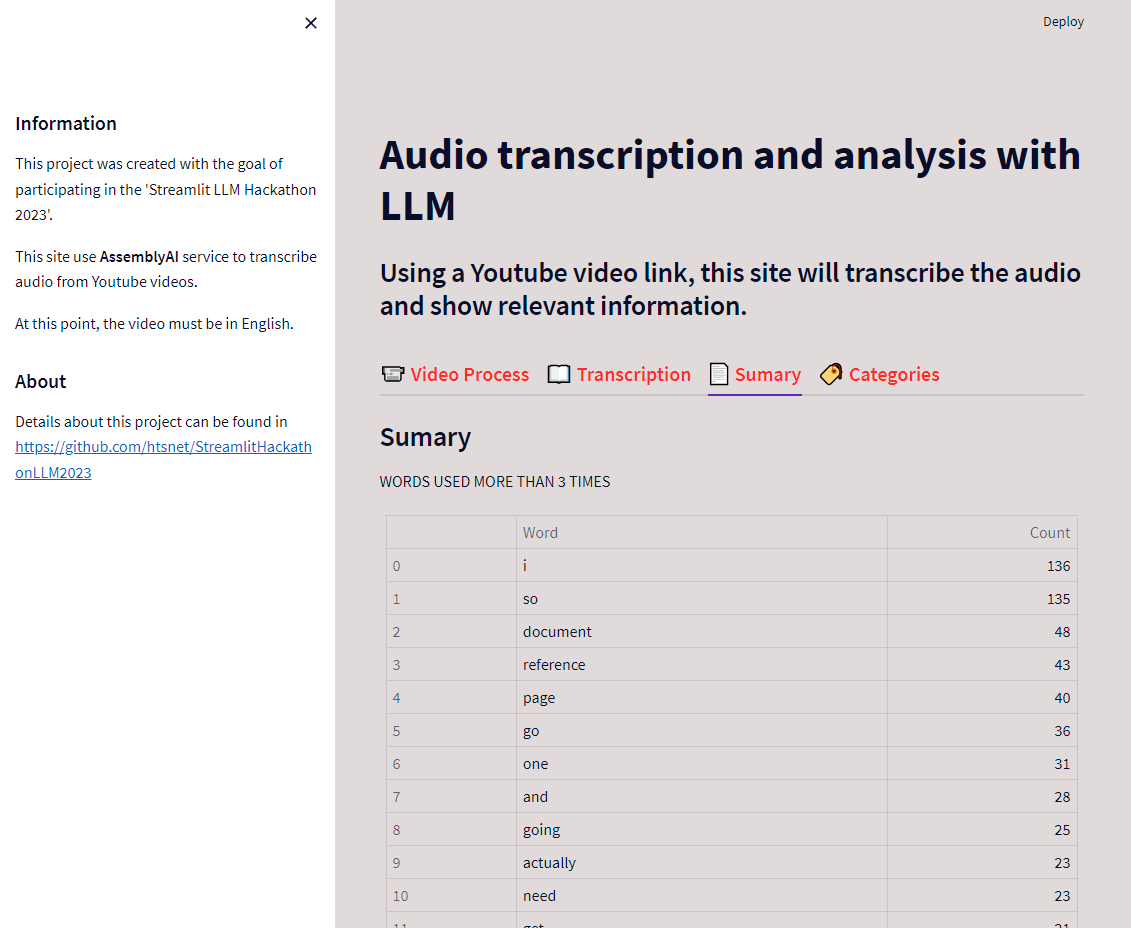 Deploy
Information
This project was created with the goal of
participating in the 'Streamlit LLM Hackathon
2023'.
This site use AssemblyAI service to transcribe
audio from Youtube videos.
At this point, the video must be in English.
About
Details about this project can be found in
https://github.com/htsnet/StreamlitHackath
onLLM2023
Audio transcription and analysis with
LLM
Using a Youtube video link, this site will transcribe the audio
and show relevant information.
Video Process Transcription Sumary Categories
Sumary
WORDS USED MORE THAN 3 TIMES
Word Count
0 i 136
1 so 135
2 document 48
3 reference 43
4 page 40
5 go 36
6 one 31
7 and 28
8 going 25
9 actually 23
10 need 23
11 get 21